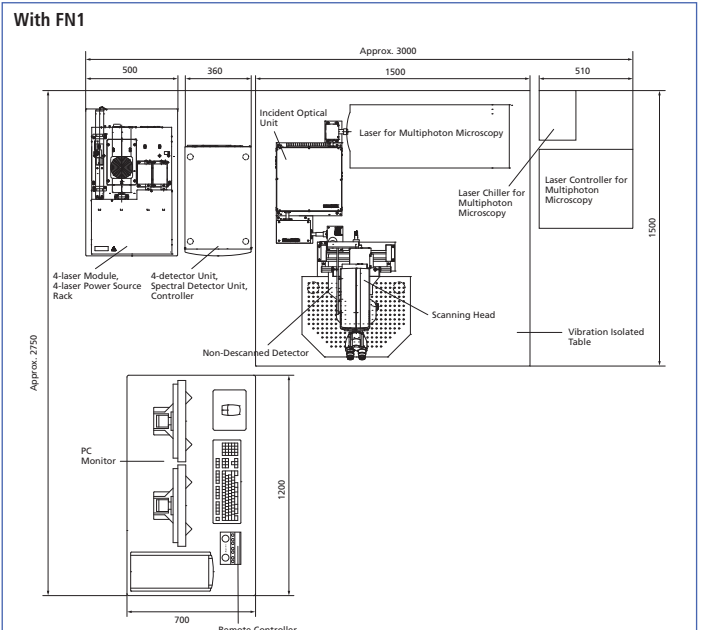 With FN1
Approx. 3000
500
360
1500
510
Incident Optical
Unit
Laser for Multiphoton Microscopy
Laser Chiller for
Multiphoton
Microscopy
Laser Controller for
Multiphoton
Microscopy
1500
4-laser Module,
4-laser Power Source
Rack
4-detector Unit,
Spectral Detector Unit,
Controller
Scanning Head
Non-Descanned Detector
Vibration Isolated
Table
Approx. 2750
PC
Monitor
1200
700
Remote Controller